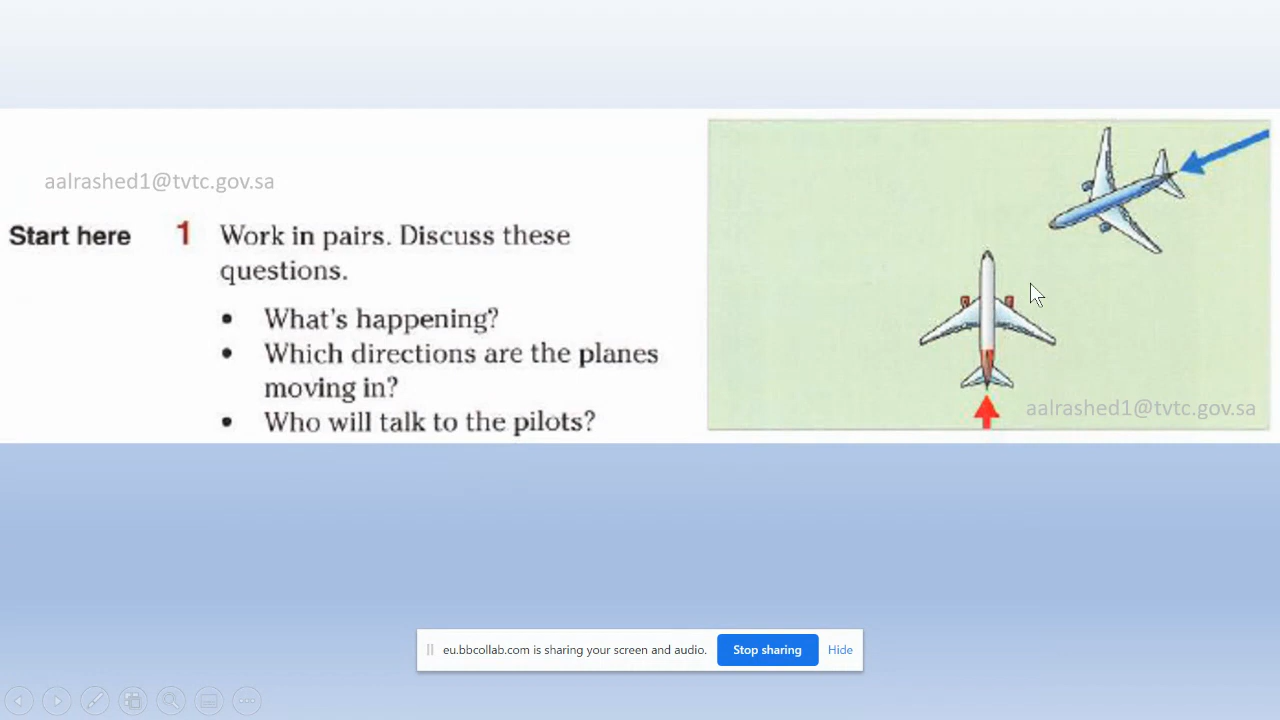 aalrashed1@tvtc.gov.sa
Start here 1 Work in pairs. Discuss these
questions.
• What's happening?
• Which directions are the planes
moving in?
• Who will talk to the pilots?
aalrashed1@tvtc.gov.sa
eu.bbcollab.com is sharing your screen and audio. Stop sharing Hide